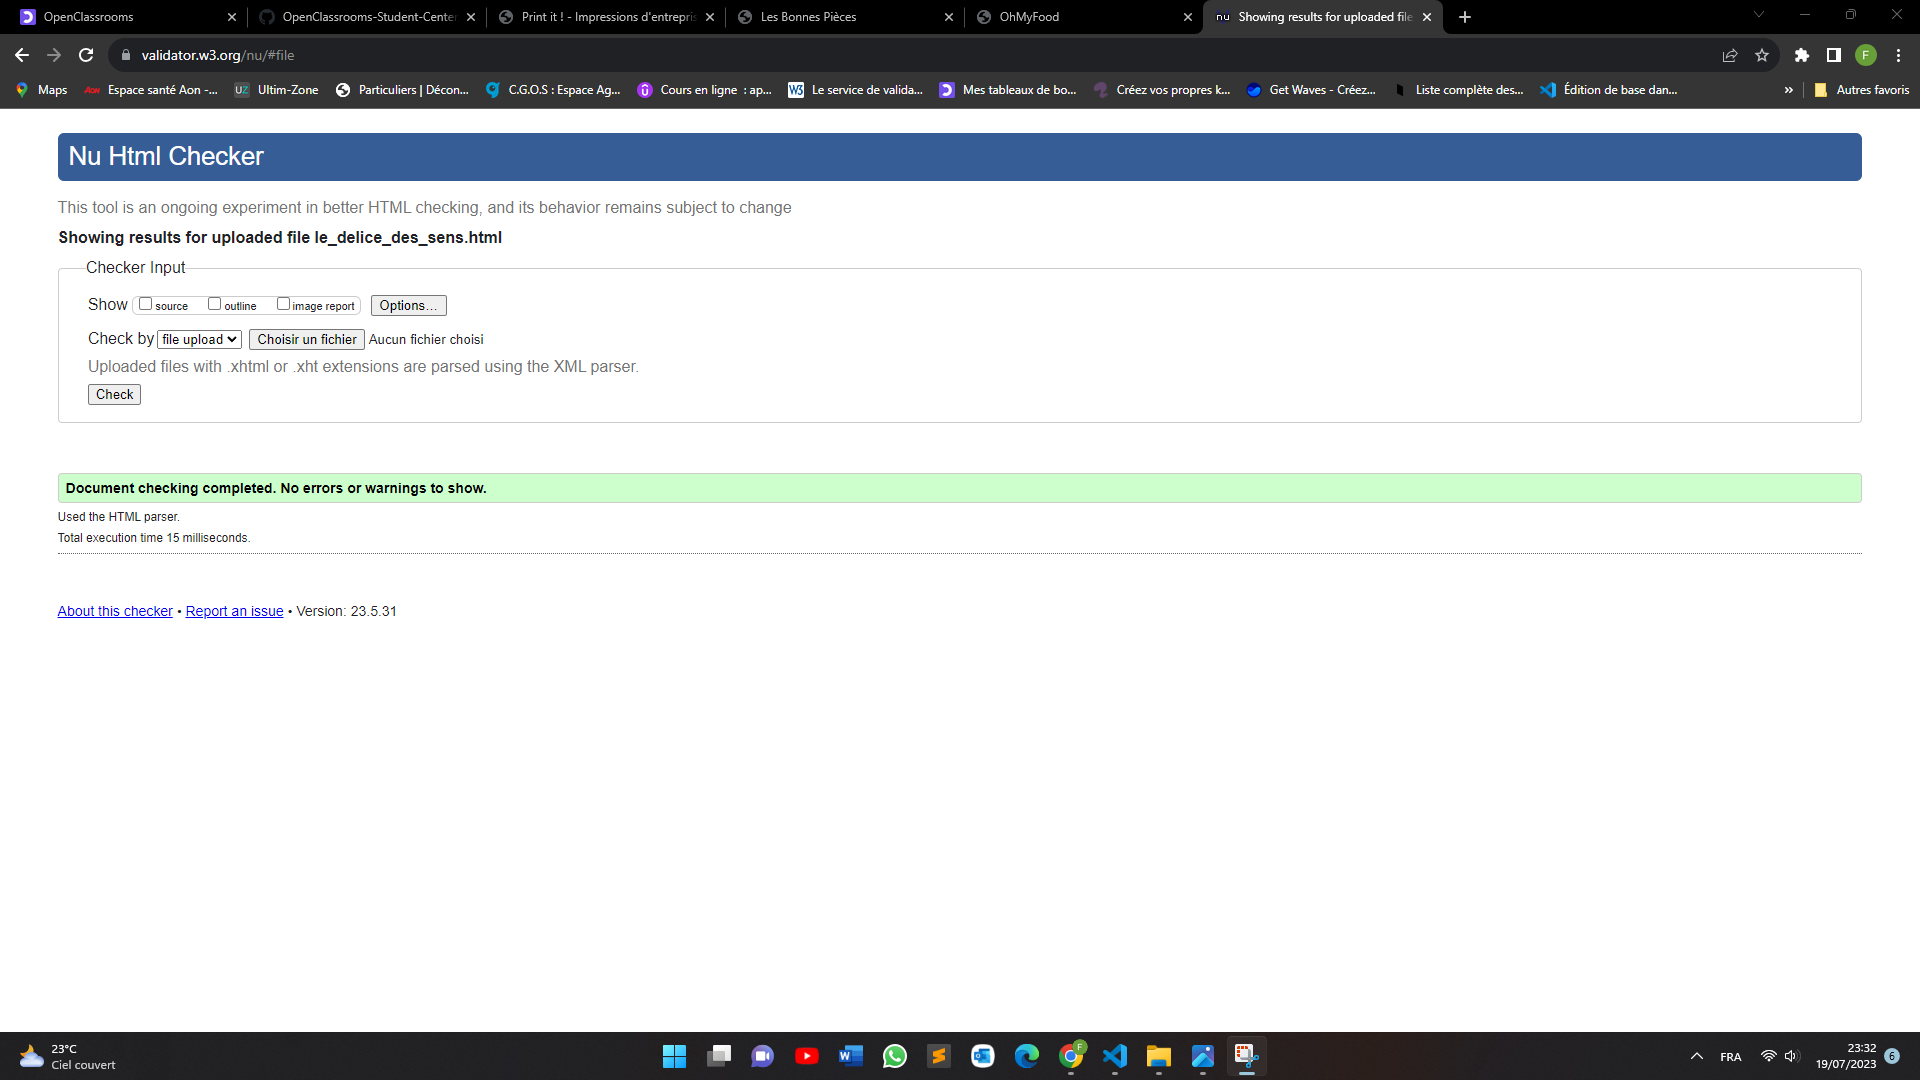 OpenClassrooms
OpenClassrooms-Student-Center
Print it ! - Impressions d'entrepris
Les Bonnes Pièces
OhMyFood
nu Showing results for uploaded file
validator.w3.org/nu/#file
F
Maps
Aon Espace santé Aon -...
UZ Ultim-Zone
Particuliers | Décon...
C.G.O.S : Espace Ag...
Cours en ligne : ap...
W3 Le service de valida...
Mes tableaux de bo...
Créez vos propres k...
Get Waves - Créez...
Liste complète des...
Édition de base dan...
»
Autres favoris
Nu Html Checker
This tool is an ongoing experiment in better HTML checking, and its behavior remains subject to change
Showing results for uploaded file le_delice_des_sens.html
Checker Input
Show source outline image report Options...
Check by file upload Choisir un fichier Aucun fichier choisi
Uploaded files with .xhtml or .xht extensions are parsed using the XML parser.
Check
Document checking completed. No errors or warnings to show.
Used the HTML parser.
Total execution time 15 milliseconds.
About this checker • Report an issue • Version: 23.5.31
23°C
Ciel couvert
F
FRA
23:32
19/07/2023
6